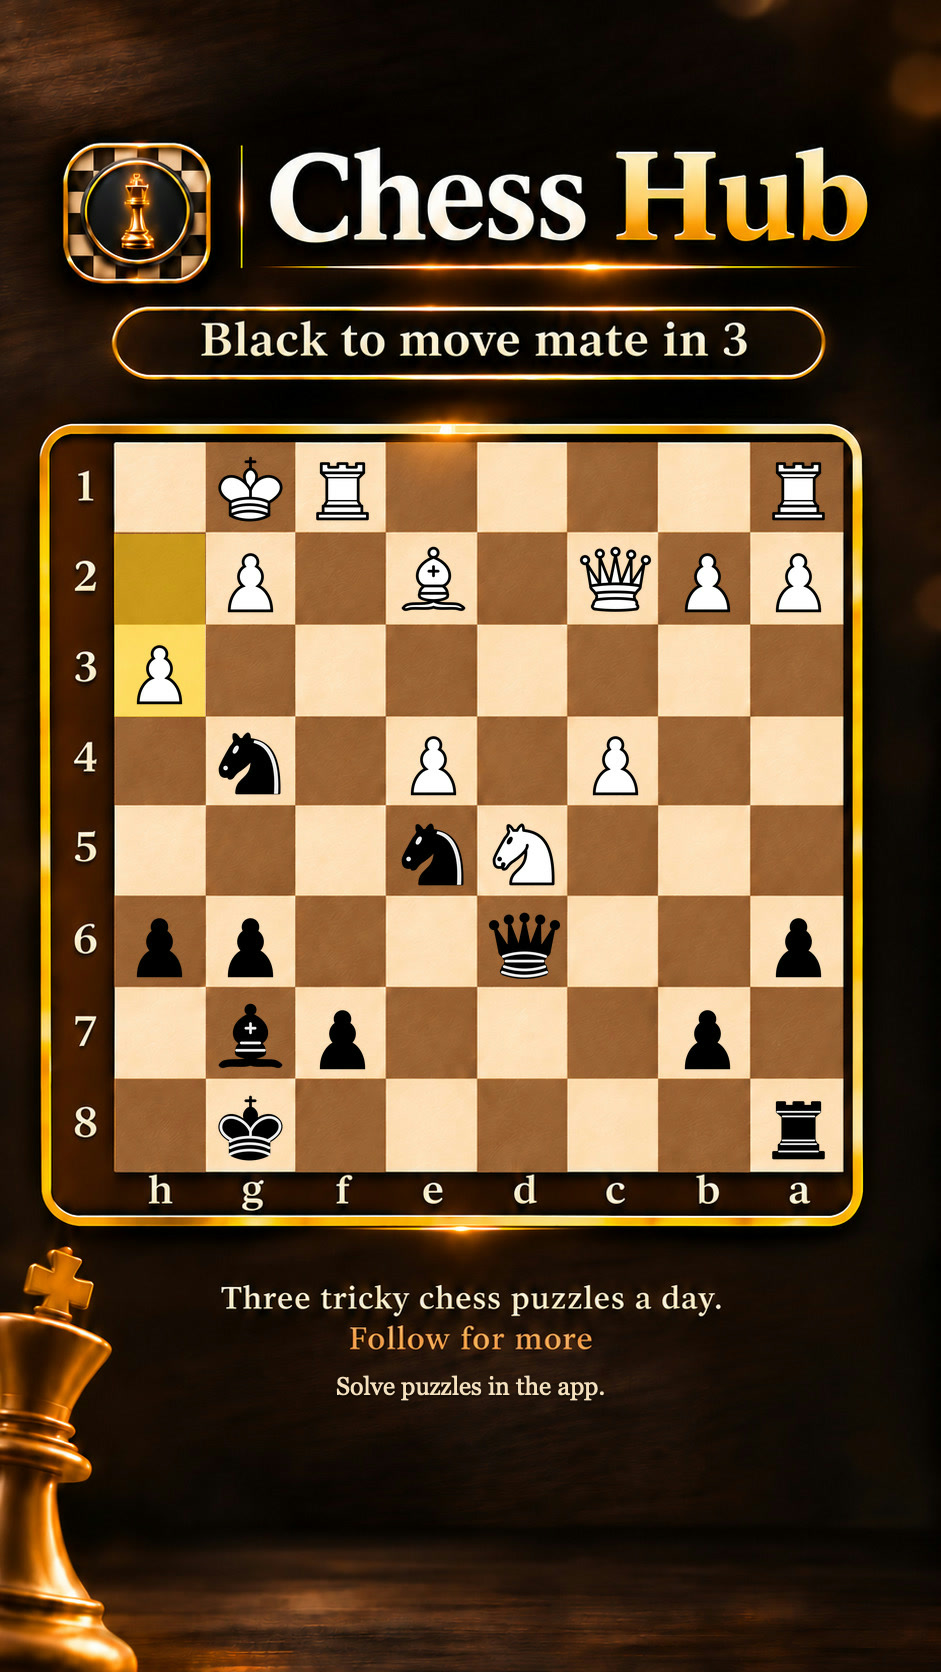 Chess Hub
Black to move mate in 3
1
2
3
4
5
6
7
8
h g f e d c b a
Three tricky chess puzzles a day.
Follow for more
Solve puzzles in the app.